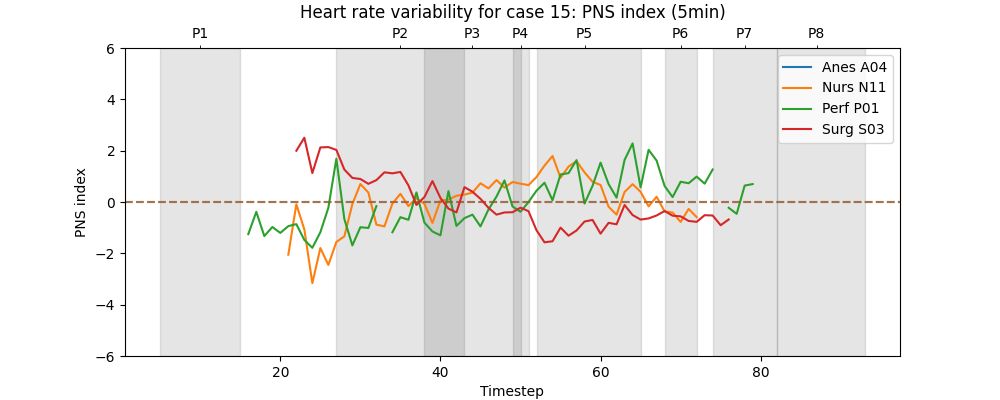 Heart rate variability for case 15: PNS index (5min)
P1 P2 P3 P4 P5 P6 P7 P8
6
4
2
0
−2
−4
−6
PNS index
Anes A04
Nurs N11
Perf P01
Surg S03
20 40 60 80
Timestep